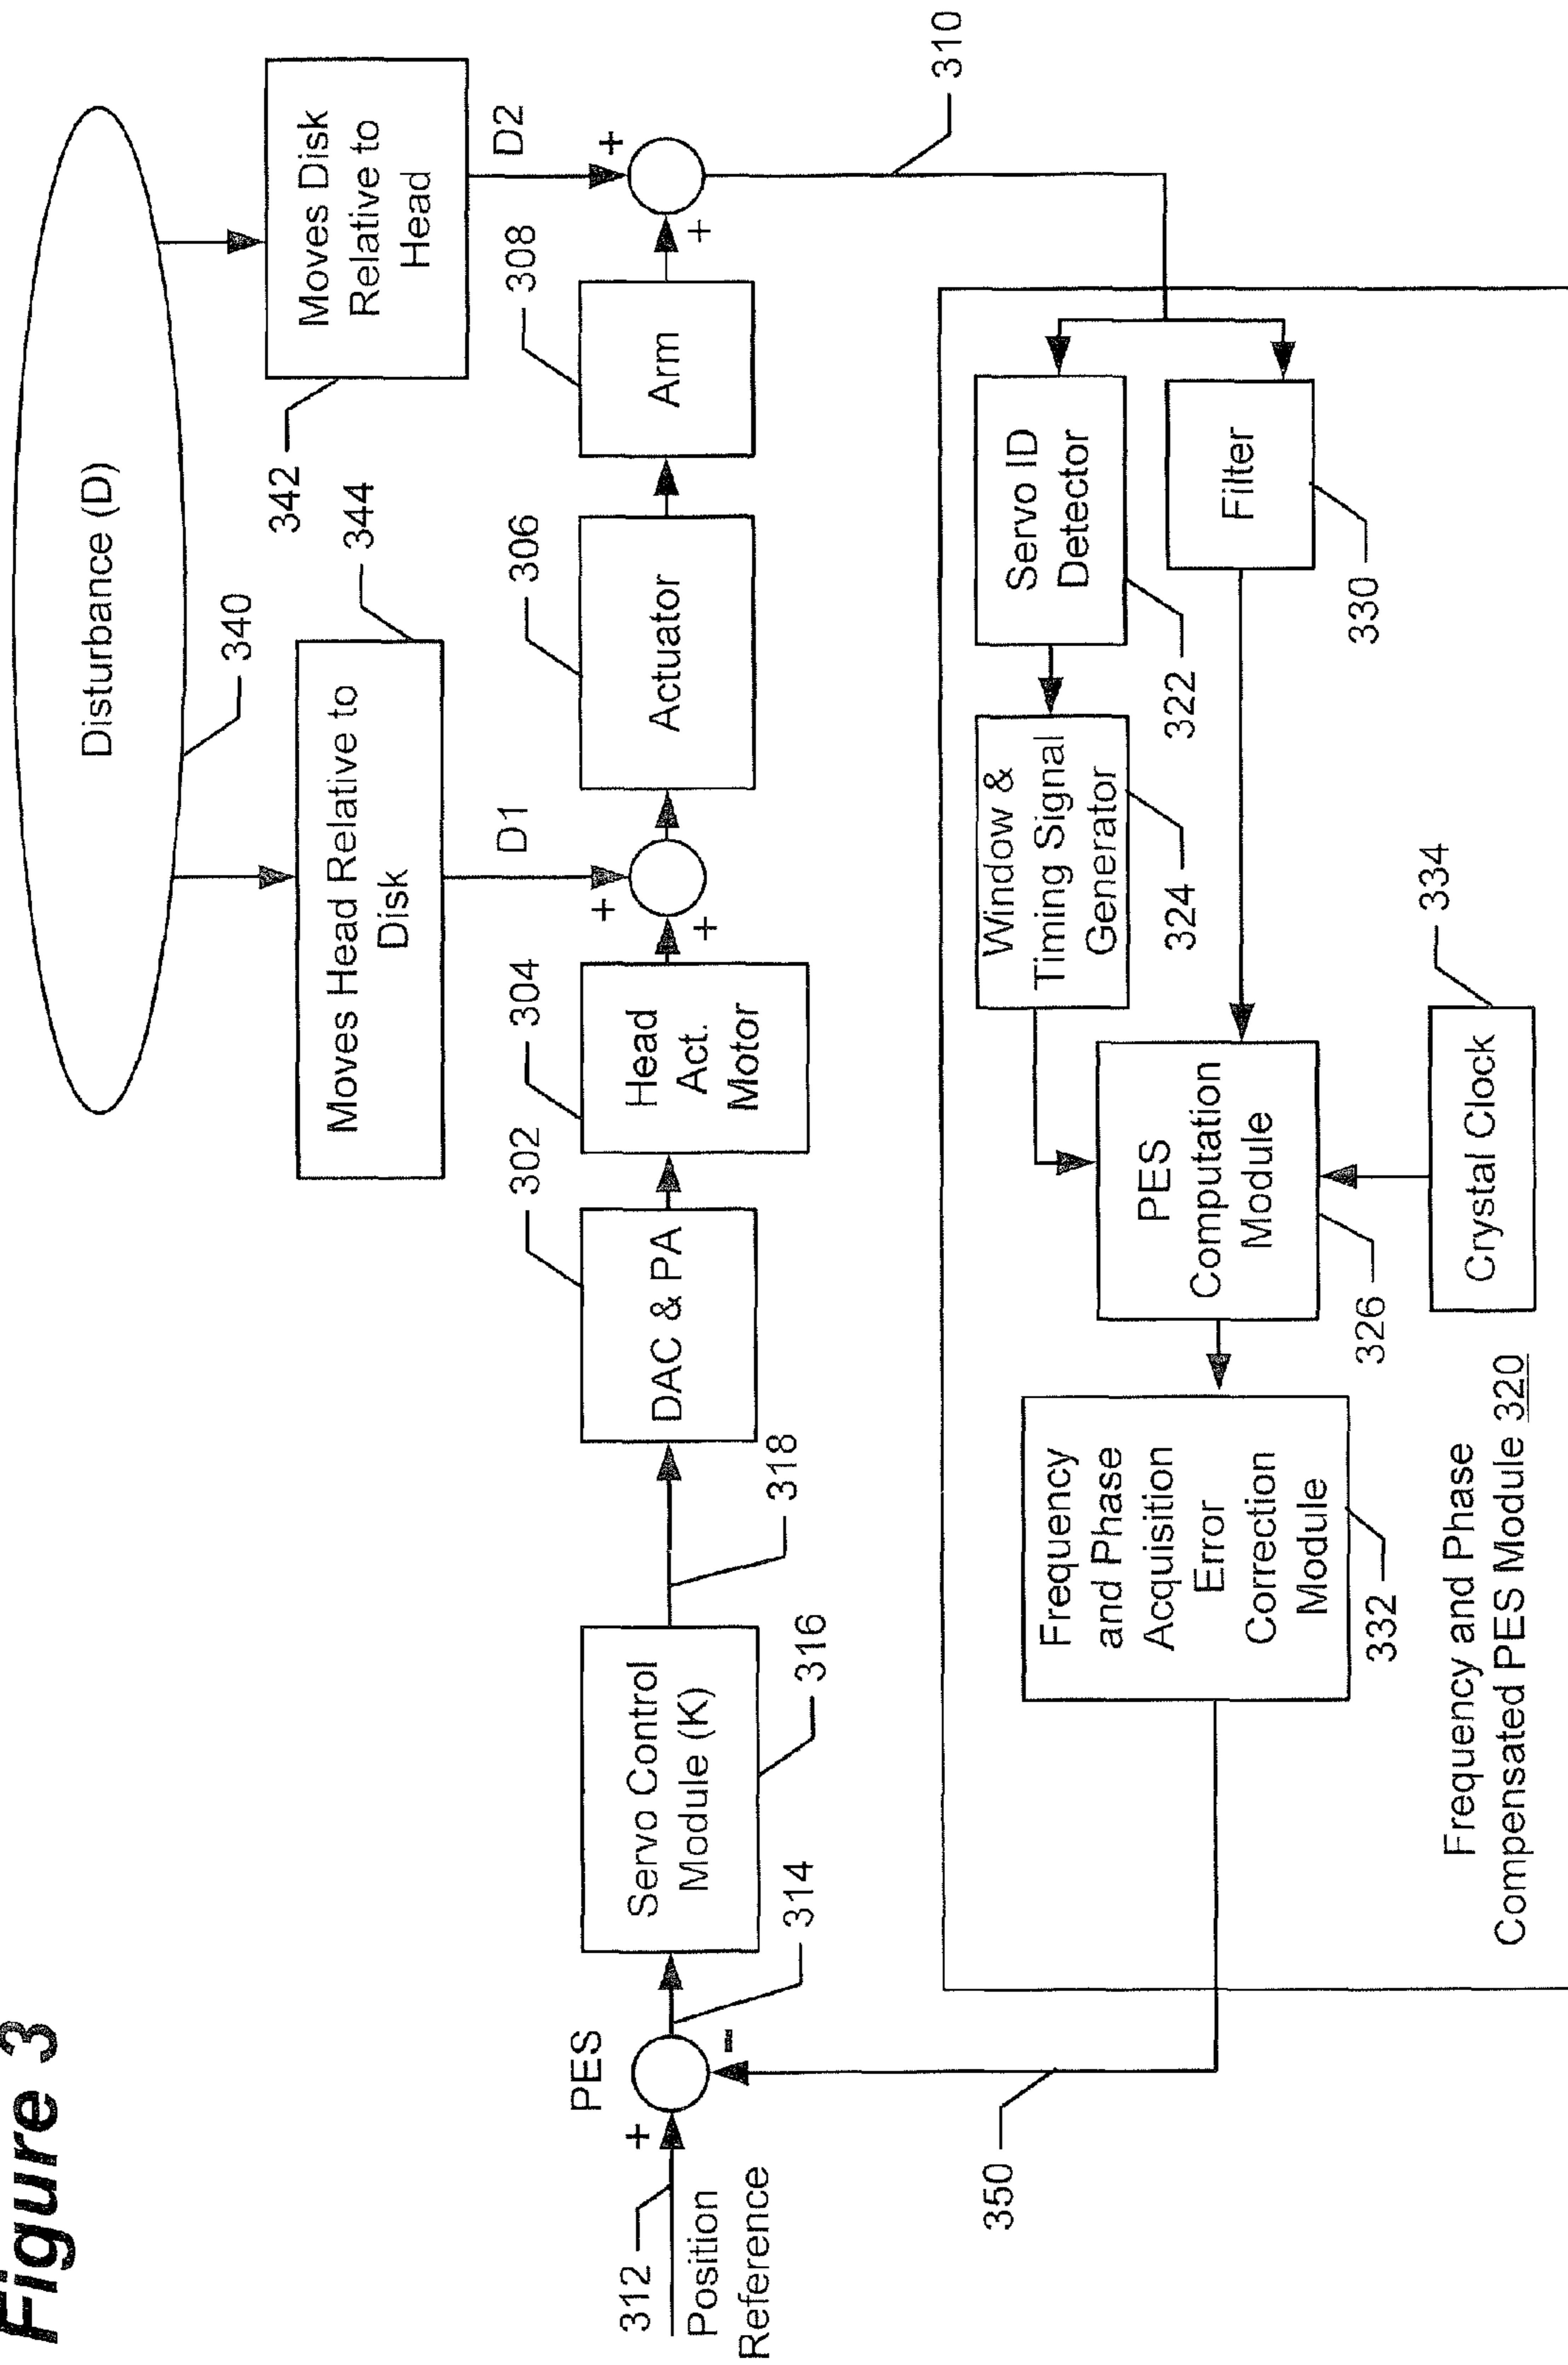 Figure 3
Disturbance (D)
340
Moves Head Relative to
Disk
344
Moves Disk
Relative to
Head
342
D1
D2
312
Position
Reference
+
PES
-
314
Servo Control
Module (K)
316
318
DAC & PA
302
Head
Act.
Motor
304
+
+
Actuator
306
Arm
308
+
+
310
Servo ID
Detector
322
Filter
330
Window &
Timing Signal
Generator
324
PES
Computation
Module
326
Crystal Clock
334
Frequency
and Phase
Acquisition
Error
Correction
Module
332
350
Frequency and Phase
Compensated PES Module 320